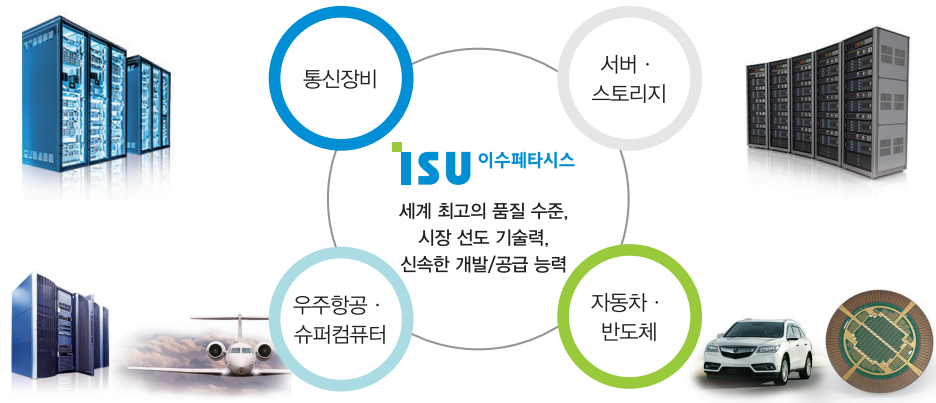 통신장비
서버 ·
스토리지
ISU 이수페타시스
세계 최고의 품질 수준,
시장 선도 기술력,
신속한 개발/공급 능력
우주항공 ·
슈퍼컴퓨터
자동차 ·
반도체